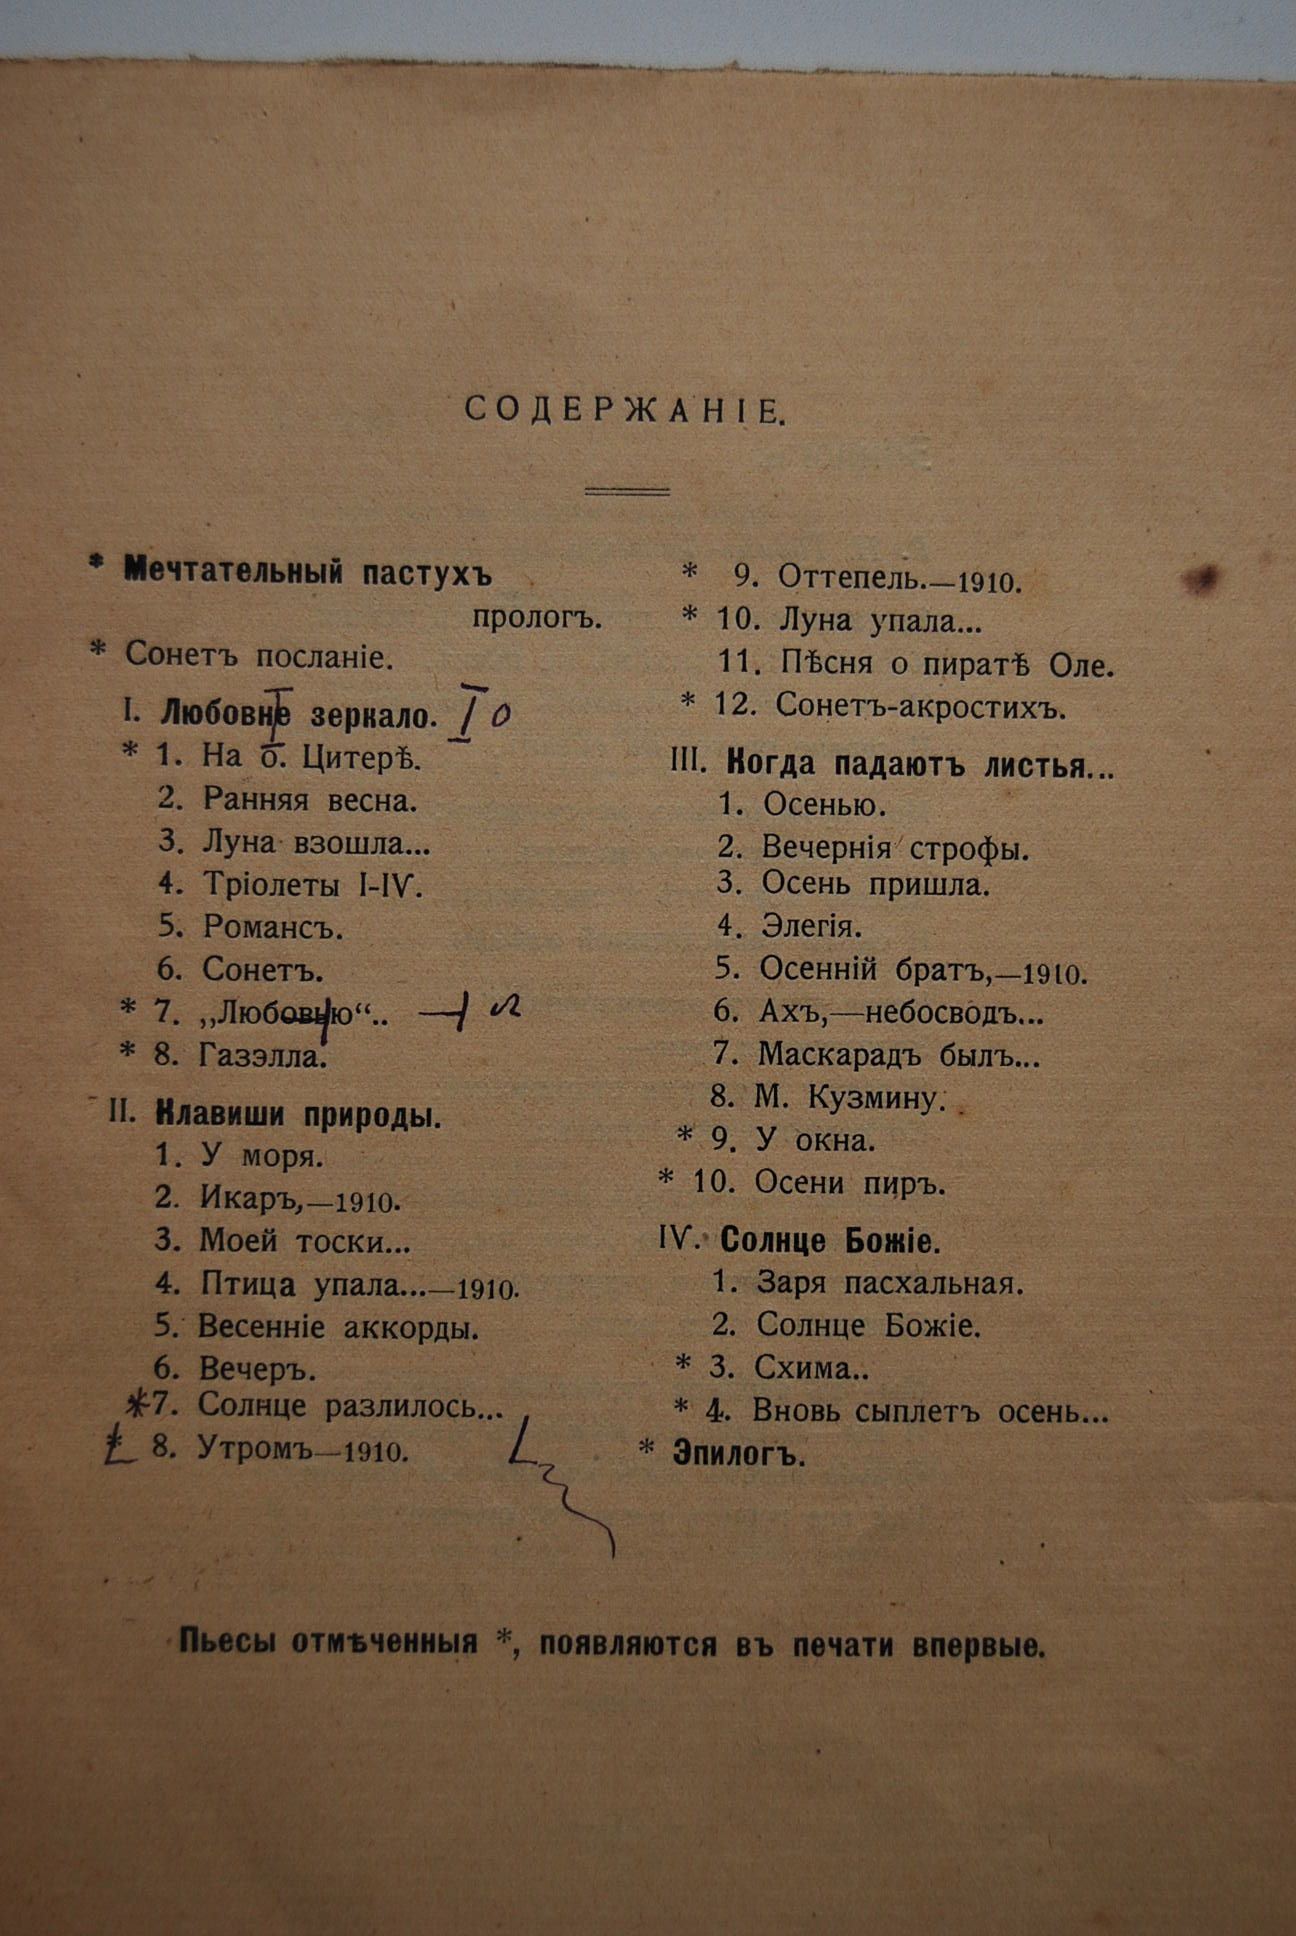 СОДЕРЖАНІЕ.
* Мечтательный пастухъ
прологъ.
* Сонетъ посланіе.
I. Любовне зеркало. о
* 1. На о. Цитерѣ.
2. Ранняя весна.
3. Луна взошла...
4. Тріолеты I-IV.
5. Романсъ.
6. Сонетъ.
* 7. „Любовью“..
* 8. Газэлла.
II. Клавиши природы.
1. У моря.
2. Икаръ,—1910.
3. Моей тоски...
4. Птица упала...—1910.
5. Весенніе аккорды.
6. Вечеръ.
*7. Солнце разлилось...
* 8. Утромъ—1910.
* 9. Оттепель.—1910.
* 10. Луна упала...
11. Пѣсня о пиратѣ Оле.
* 12. Сонетъ-акростихъ.
III. Когда падаютъ листья...
1. Осенью.
2. Вечернія строфы.
3. Осень пришла.
4. Элегія.
5. Осенній братъ,—1910.
6. Ахъ,—небосводъ...
7. Маскарадъ былъ...
8. М. Кузмину.
* 9. У окна.
* 10. Осени пиръ.
IV. Солнце Божіе.
1. Заря пасхальная.
2. Солнце Божіе.
* 3. Схима..
* 4. Вновь сыплетъ осень...
* Эпилогъ.
Пьесы отмѣченныя *, появляются въ печати впервые.